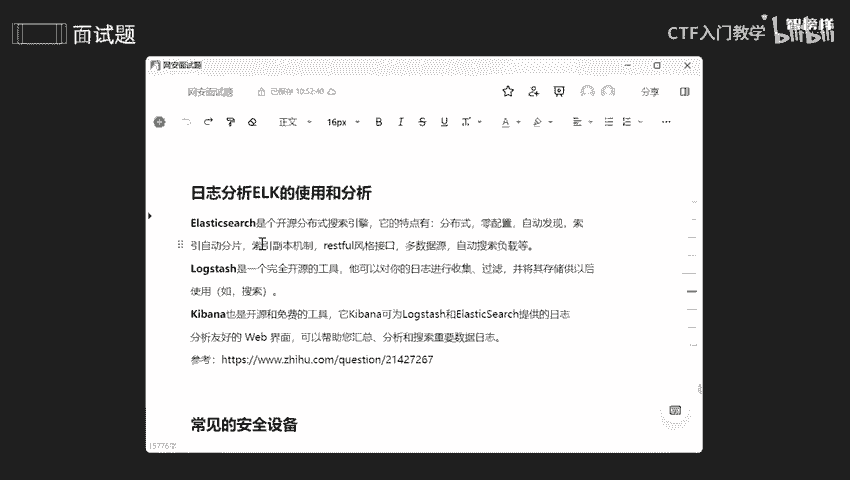 面试题
CTF入门教学
智榜样
bilibili
网安面试题
网安面试题
已保存 10:52:40
分享
正文
16px
B
I
S
U
A
日志分析ELK的使用和分析
Elasticsearch是个开源分布式搜索引擎，它的特点有：分布式，零配置，自动发现，索
引自动分片，索引副本机制，restful风格接口，多数据源，自动搜索负载等。
Logstash是一个完全开源的工具，他可以对你的日志进行收集、过滤，并将其存储供以后
使用（如，搜索）。
Kibana也是开源和免费的工具，它Kibana可为Logstash和ElasticSearch提供的日志
分析友好的 Web 界面，可以帮助您汇总、分析和搜索重要数据日志。
参考：https://www.zhihu.com/question/21427267
常见的安全设备
15776字